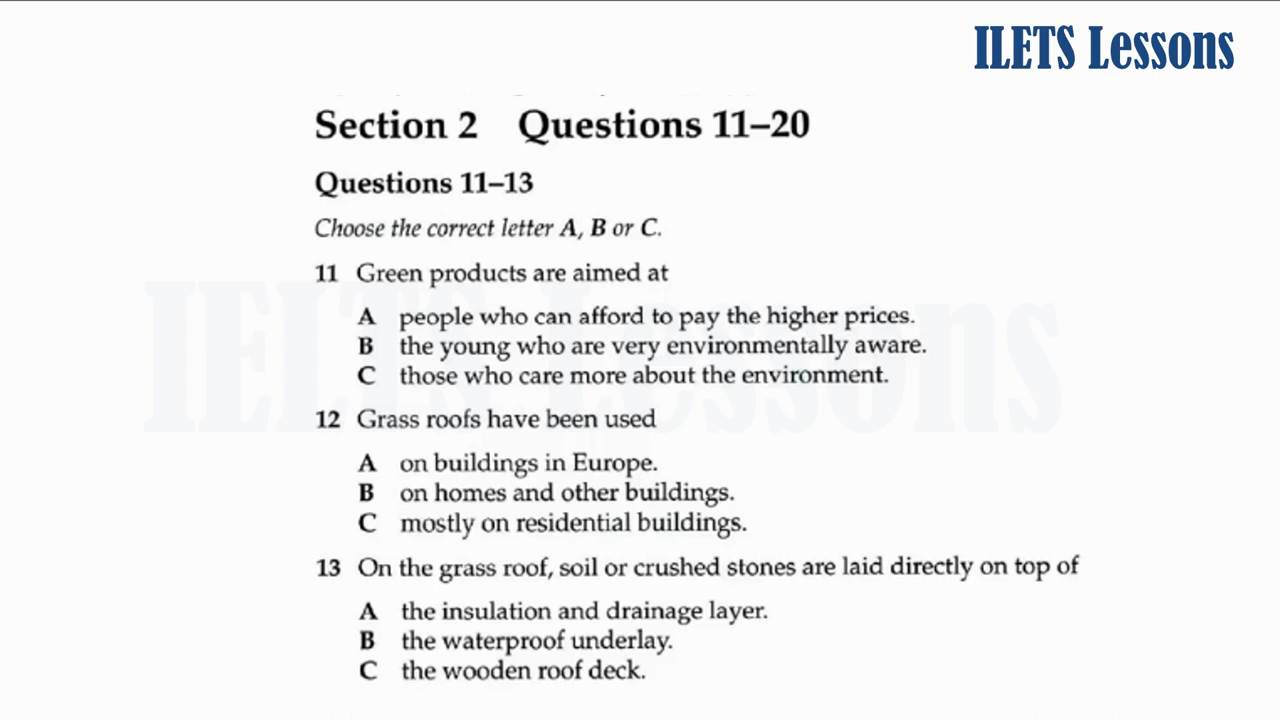 ILETS Lessons
Section 2 Questions 11–20
Questions 11–13
Choose the correct letter A, B or C.
11 Green products are aimed at
A people who can afford to pay the higher prices.
B the young who are very environmentally aware.
C those who care more about the environment.
12 Grass roofs have been used
A on buildings in Europe.
B on homes and other buildings.
C mostly on residential buildings.
13 On the grass roof, soil or crushed stones are laid directly on top of
A the insulation and drainage layer.
B the waterproof underlay.
C the wooden roof deck.
IELTS Lessons